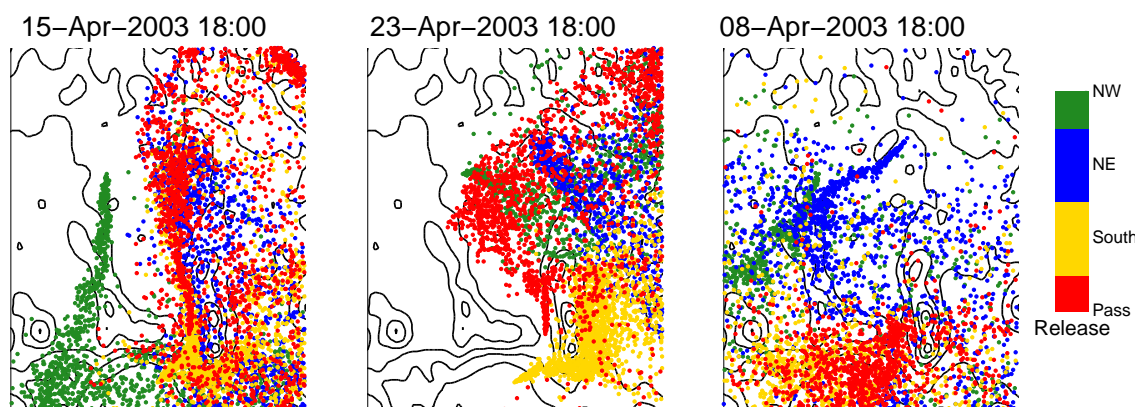 15–Apr–2003 18:00
23–Apr–2003 18:00
08–Apr–2003 18:00
NW
NE
South
Pass
Release